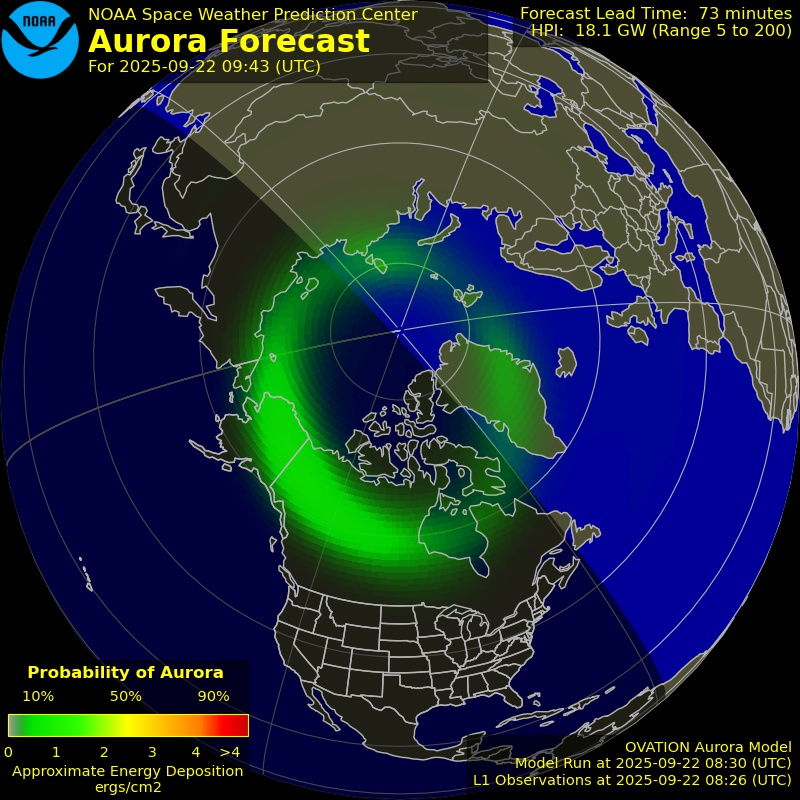 NOAA
NOAA Space Weather Prediction Center
Aurora Forecast
For 2025-09-22 09:43 (UTC)
Forecast Lead Time: 73 minutes
HPI: 18.1 GW (Range 5 to 200)
Probability of Aurora
10% 50% 90%
0 1 2 3 4 >4
Approximate Energy Deposition
ergs/cm2
OVATION Aurora Model
Model Run at 2025-09-22 08:30 (UTC)
L1 Observations at 2025-09-22 08:26 (UTC)